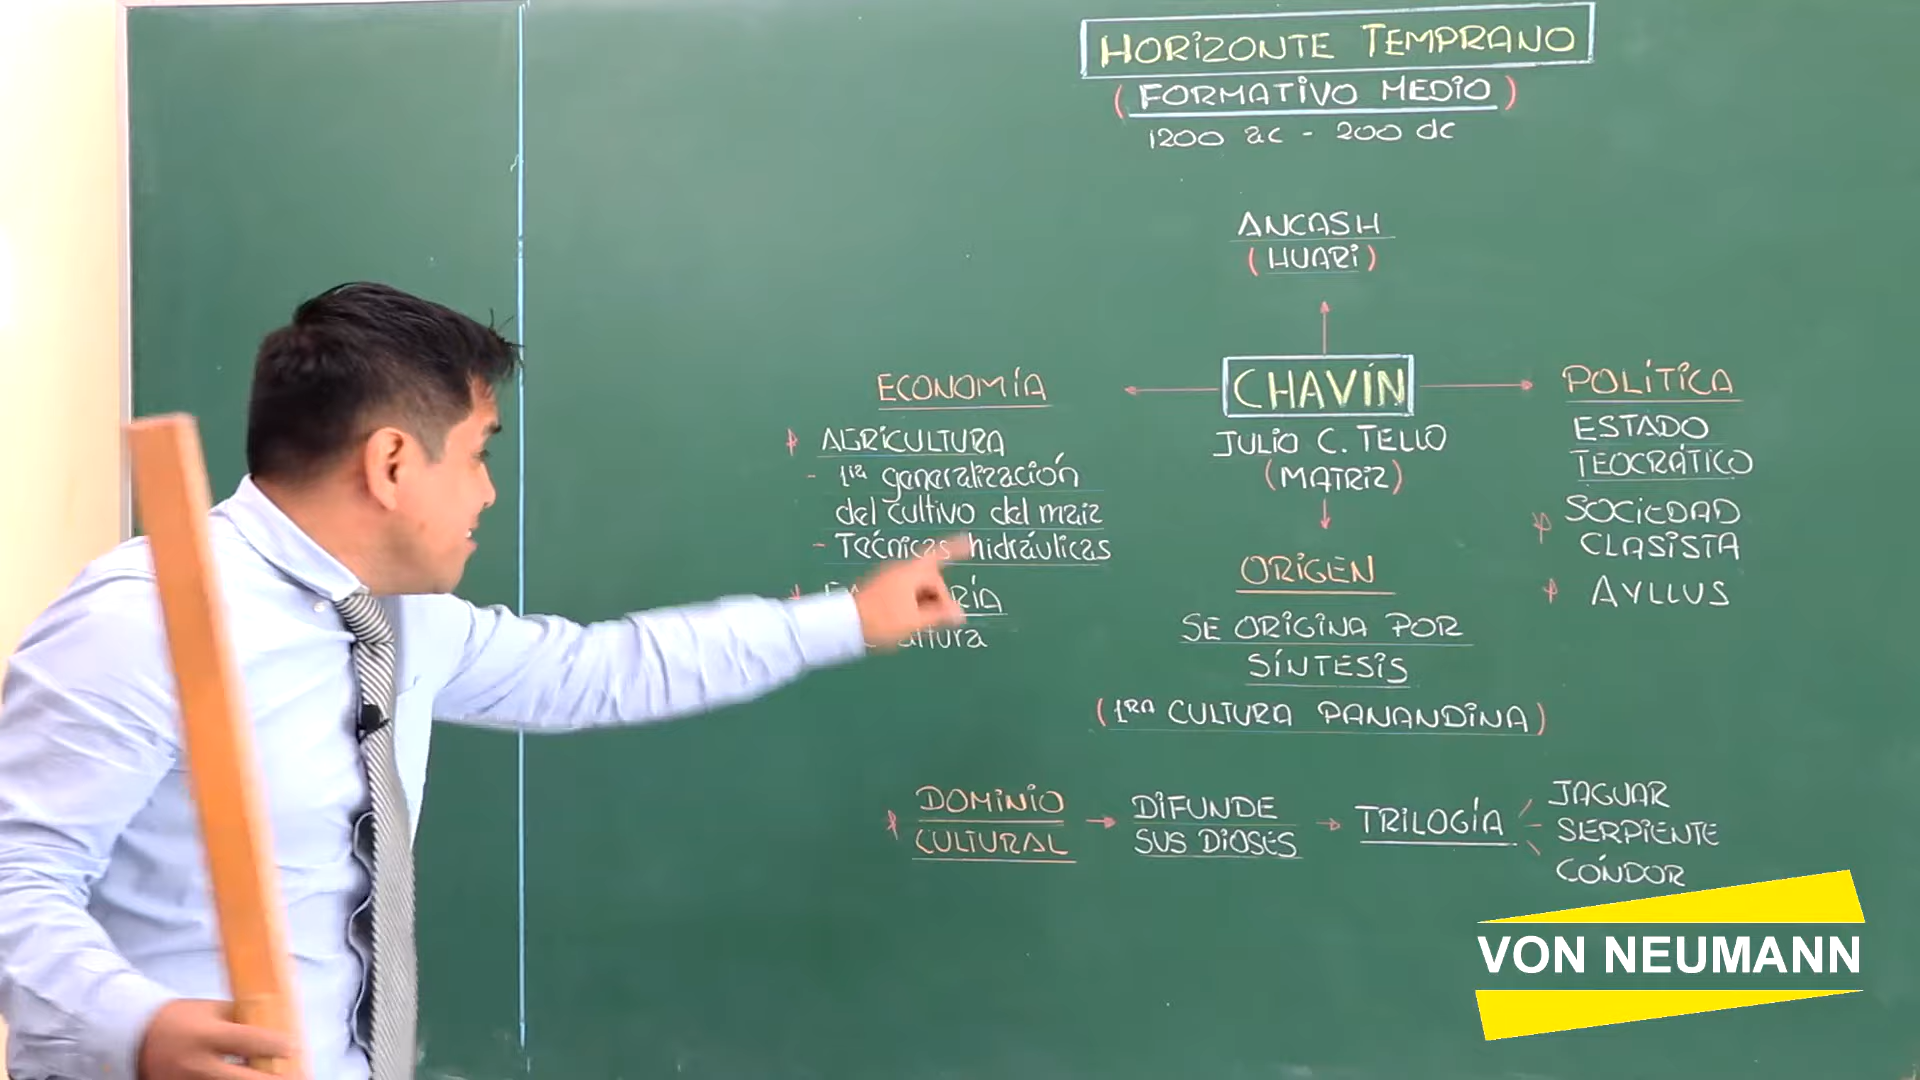 HORIZONTE TEMPRANO
(FORMATIVO MEDIO)
1200 ac - 200 dc
ANCASH
(HUARI)
CHAVÍN
JULIO C. TELLO
(MATRIZ)
ECONOMÍA
* AGRICULTURA
- 1ra generalización
del cultivo del maiz
- Técnicas hidráulicas
POLÍTICA
ESTADO
TEOCRÁTICO
* SOCIEDAD
CLASISTA
* AYLLUS
ORIGEN
SE ORIGINA POR
SÍNTESIS
(1RA CULTURA PANANDINA)
* DOMINIO
CULTURAL
DIFUNDE
SUS DIOSES
TRILOGÍA
JAGUAR
SERPIENTE
CÓNDOR
VON NEUMANN